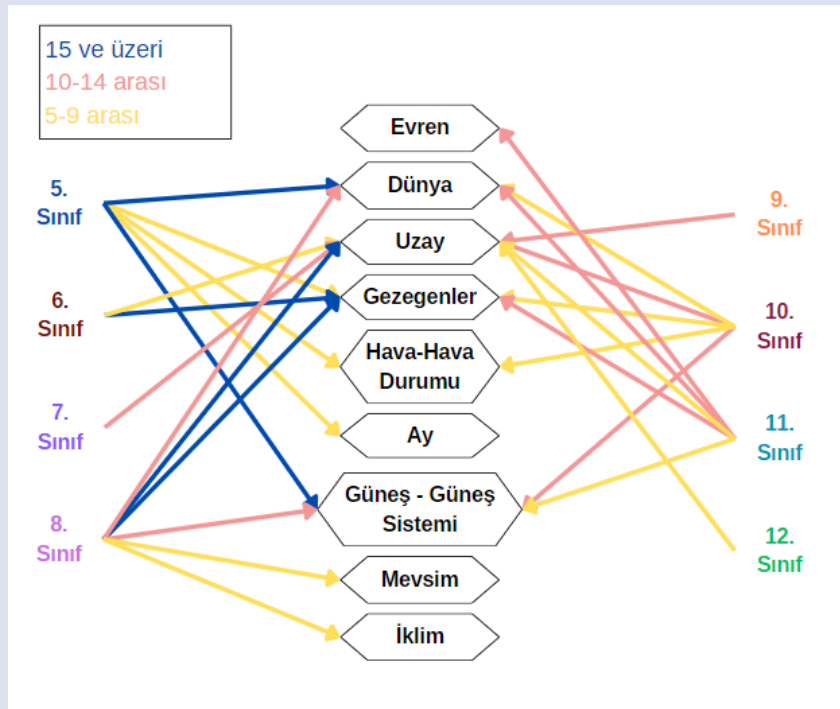 15 ve üzeri
10-14 arası
5-9 arası
5.
Sınıf
6.
Sınıf
7.
Sınıf
8.
Sınıf
Evren
Dünya
Uzay
Gezegenler
Hava-Hava
Durumu
Ay
Güneş - Güneş
Sistemi
Mevsim
İklim
9.
Sınıf
10.
Sınıf
11.
Sınıf
12.
Sınıf